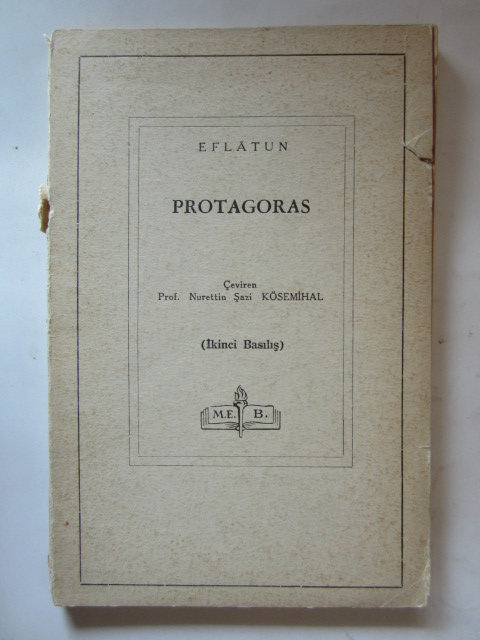 EFLÂTUN
PROTAGORAS
Çeviren
Prof. Nurettin Şazi KÖSEMİHAL
(İkinci Basılış)
M.E. B.